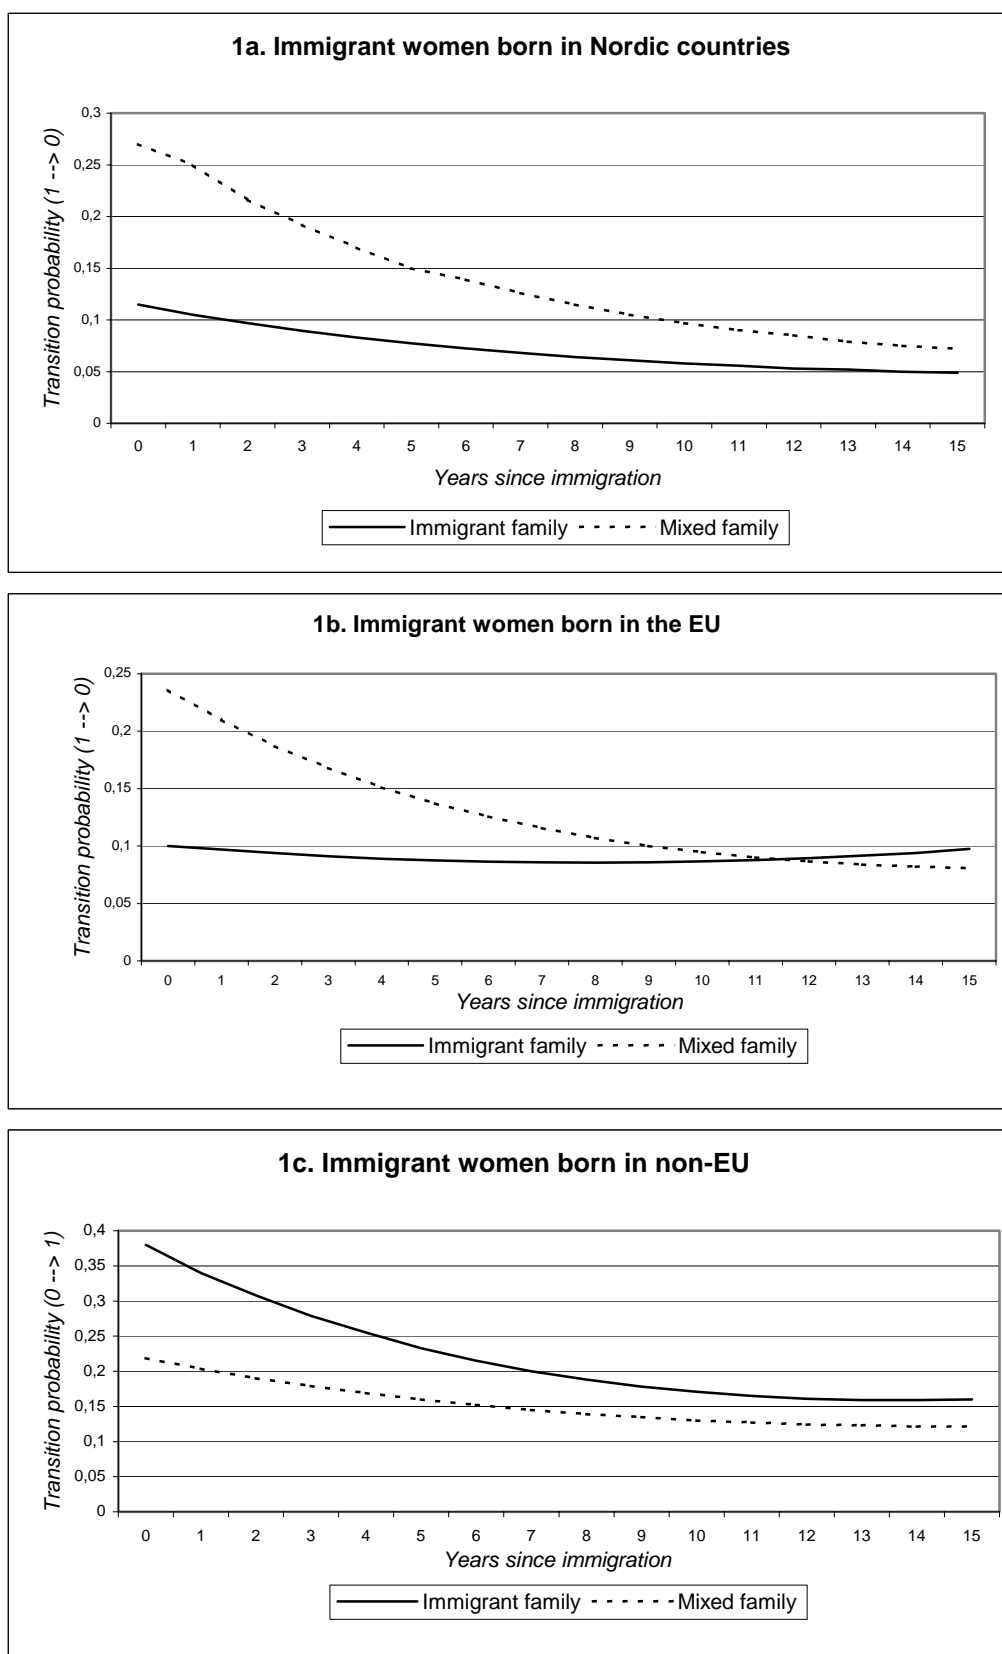 1a. Immigrant women born in Nordic countries
Transition probability (1 --> 0)
0,3
0,25
0,2
0,15
0,1
0,05
0
0 1 2 3 4 5 6 7 8 9 10 11 12 13 14 15
Years since immigration
Immigrant family Mixed family
1b. Immigrant women born in the EU
Transition probability (1 --> 0)
0,25
0,2
0,15
0,1
0,05
0
0 1 2 3 4 5 6 7 8 9 10 11 12 13 14 15
Years since immigration
Immigrant family Mixed family
1c. Immigrant women born in non-EU
Transition probability (0 --> 1)
0,4
0,35
0,3
0,25
0,2
0,15
0,1
0,05
0
0 1 2 3 4 5 6 7 8 9 10 11 12 13 14 15
Years since immigration
Immigrant family Mixed family